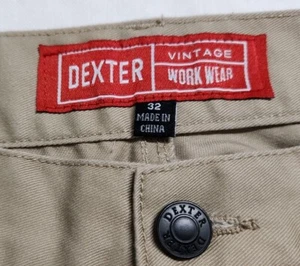 DEXTER
VINTAGE
WORK WEAR
32
MADE IN
CHINA
DEXTER